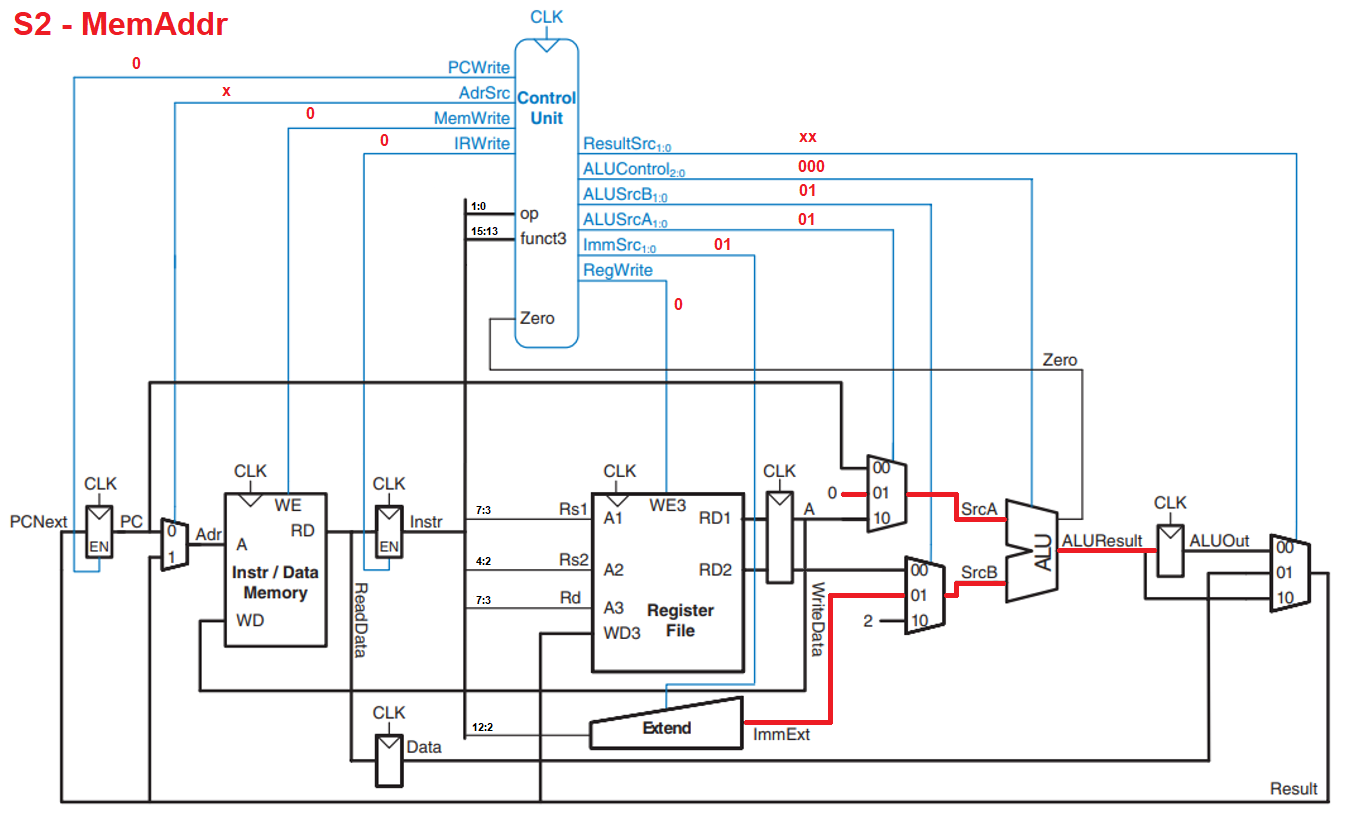 S2 - MemAddr
CLK
0
PCWrite
x
AdrSrc
Control
Unit
0
MemWrite
0
IRWrite
ResultSrc1:0
xx
ALUControl2:0
000
ALUSrcB1:0
01
ALUSrcA1:0
01
ImmSrc1:0
01
RegWrite
0
1:0
op
15:13
funct3
Zero
Zero
CLK
PCNext
EN
PC
0
1
Adr
CLK
WE
RD
A
Instr / Data
Memory
WD
ReadData
CLK
EN
Instr
CLK
Data
7:3
Rs1
4:2
Rs2
7:3
Rd
12:2
CLK
WE3
A1
RD1
A2
RD2
A3
Register
File
WD3
Extend
ImmExt
CLK
A
WriteData
00
0
01
10
SrcA
00
01
2
10
SrcB
ALU
ALUResult
CLK
ALUOut
00
01
10
Result